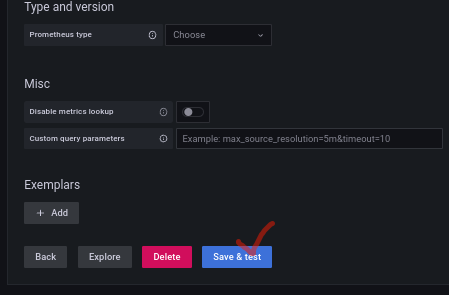 Type and version
Prometheus type
Choose
Misc
Disable metrics lookup
Custom query parameters
Example: max_source_resolution=5m&timeout=10
Exemplars
+ Add
Back
Explore
Delete
Save & test